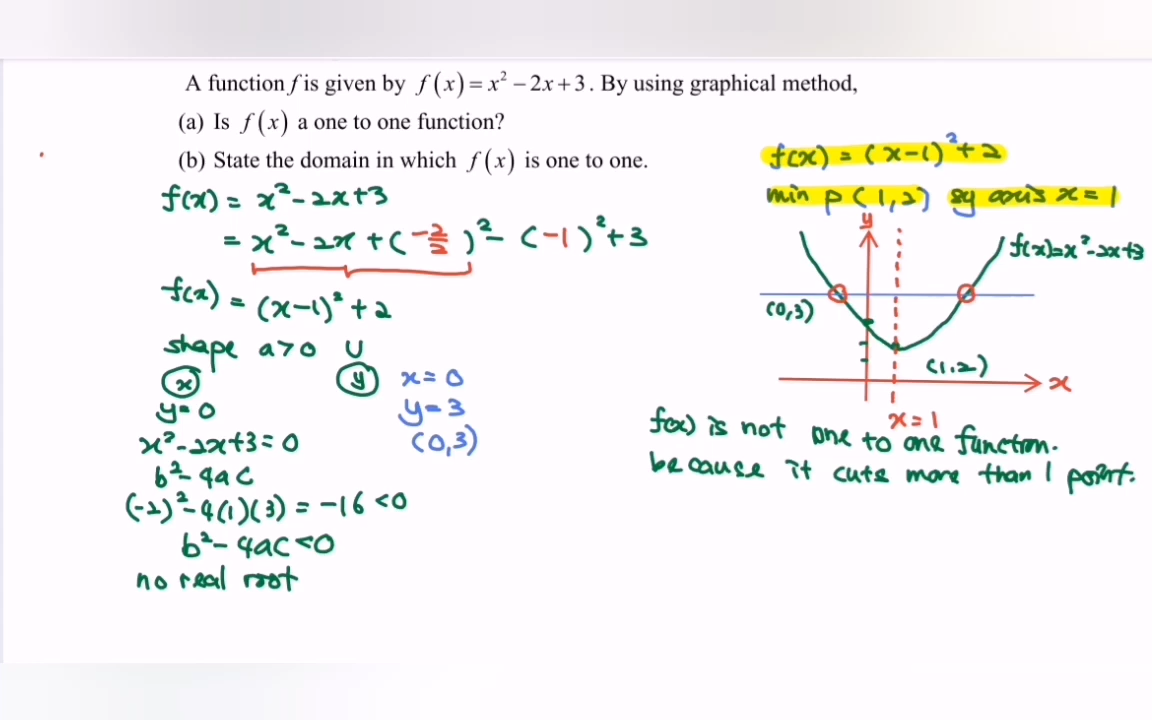 A function f is given by f(x) = x² − 2x + 3. By using graphical method,
(a) Is f(x) a one to one function?
(b) State the domain in which f(x) is one to one.
f(x) = x² - 2x + 3
= x² - 2x + (-2/2)² - (-1)² + 3
f(x) = (x-1)² + 2
shape a>0 U
x
y=0
x²-2x+3=0
b²-4ac
(-2)²-4(1)(3) = -16 <0
b²-4ac <0
no real root
y
x=0
y=3
(0,3)
f(x) = (x-1)² + 2
min p (1,2) sy axis x=1
y
f(x)=x²-2x+3
(0,3)
(1,2)
x
x=1
f(x) is not one to one function.
because it cuts more than 1 point.